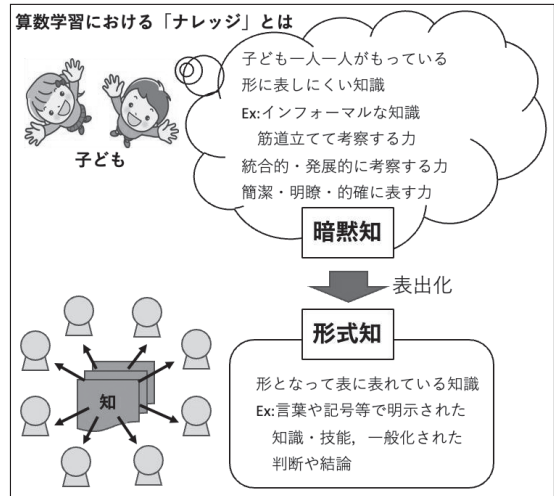 算数学習における「ナレッジ」とは
子ども一人一人がもっている
形に表しにくい知識
Ex:インフォーマルな知識
筋道立てて考察する力
統合的・発展的に考察する力
簡潔・明瞭・的確に表す力
子ども
暗黙知
表出化
形式知
形となって表に表れている知識
Ex:言葉や記号等で明示された
知識・技能，一般化された
判断や結論
知